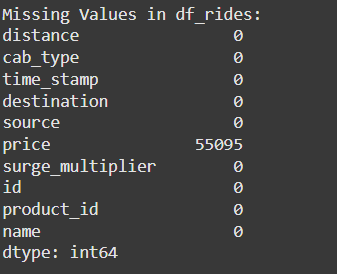 Missing Values in df_rides:
distance 0
cab_type 0
time_stamp 0
destination 0
source 0
price 55095
surge_multiplier 0
id 0
product_id 0
name 0
dtype: int64